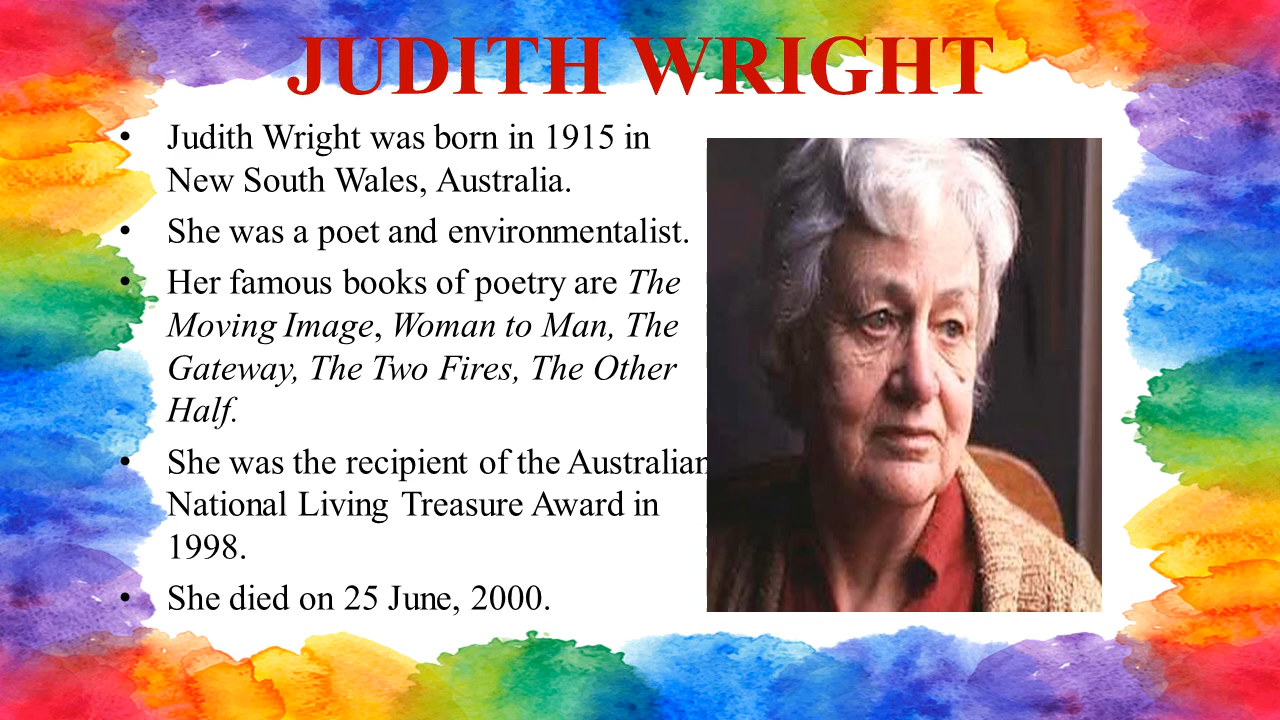 JUDITH WRIGHT
• Judith Wright was born in 1915 in
New South Wales, Australia.
• She was a poet and environmentalist.
• Her famous books of poetry are The
Moving Image, Woman to Man, The
Gateway, The Two Fires, The Other
Half.
• She was the recipient of the Australian
National Living Treasure Award in
1998.
• She died on 25 June, 2000.